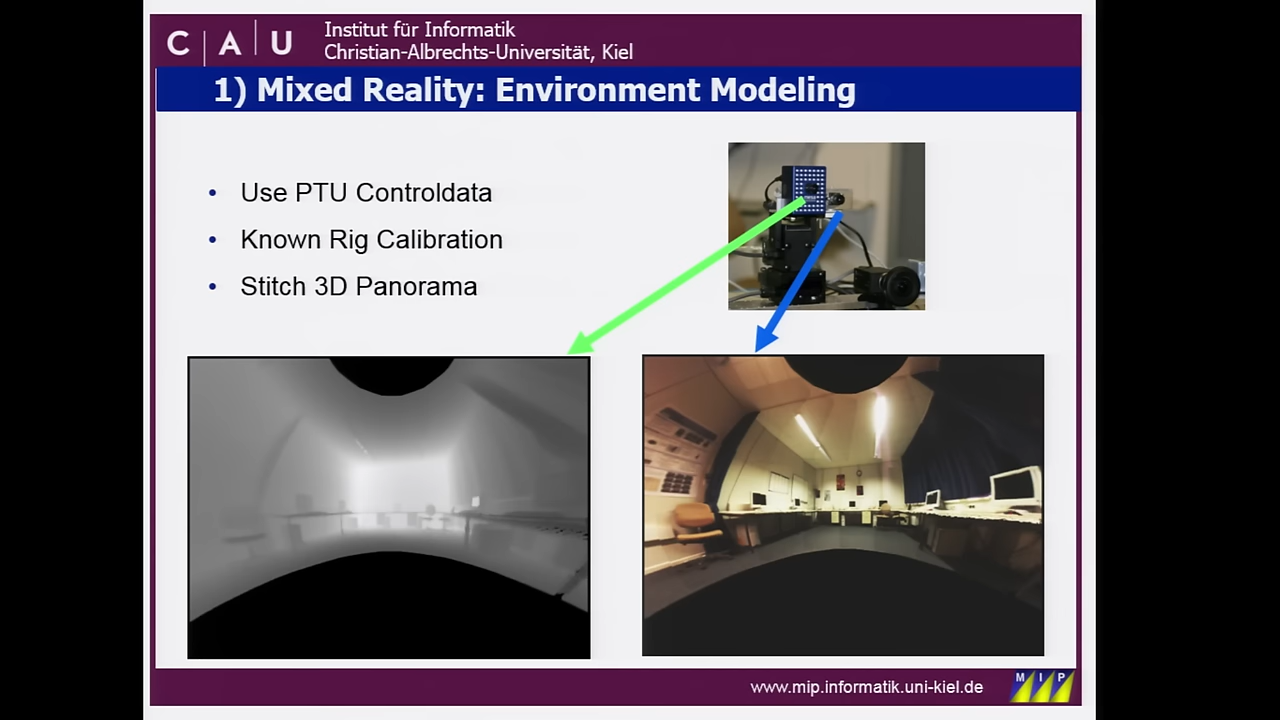 C A U
Institut für Informatik
Christian-Albrechts-Universität, Kiel
1) Mixed Reality: Environment Modeling
• Use PTU Controldata
• Known Rig Calibration
• Stitch 3D Panorama
www.mip.informatik.uni-kiel.de
M I P